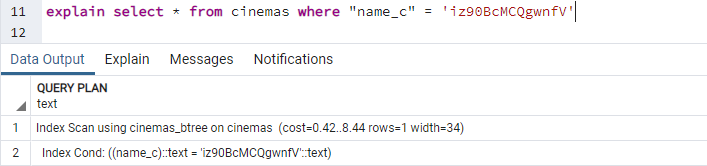 11 explain select * from cinemas where "name_c" = 'iz90BcMCQgwnfV'
12
Data Output Explain Messages Notifications
QUERY PLAN
text
1 Index Scan using cinemas_btree on cinemas (cost=0.42..8.44 rows=1 width=34)
2 Index Cond: ((name_c)::text = 'iz90BcMCQgwnfV'::text)